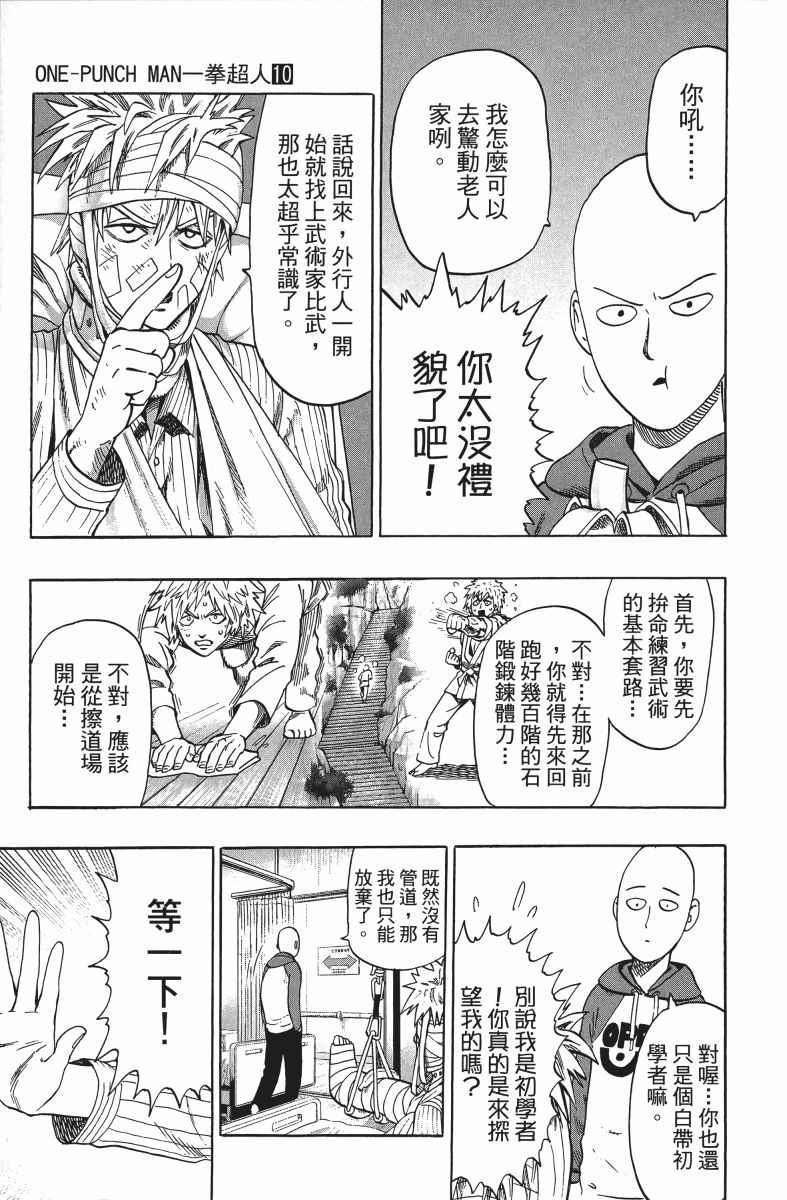 ONE-PUNCH MAN一拳超人10
你吼……
我怎麼可以
去驚動老人
家咧。
你太沒禮
貌了吧！
話說回來，外行人一開
始就找上武術家比武，
那也太超乎常識了。
首先，你要先
拚命練習武術
的基本套路…
不對…在那之前
，你就得先來回
跑好幾百階的石
階鍛鍊體力…
不對，應該
是從擦道場
開始…
對喔…你也還
只是個白帶初
學者嘛。
別說我是初學者
！你真的是來探
望我的嗎？
既然沒有
管道，那
我也只能
放棄了。
等一下！